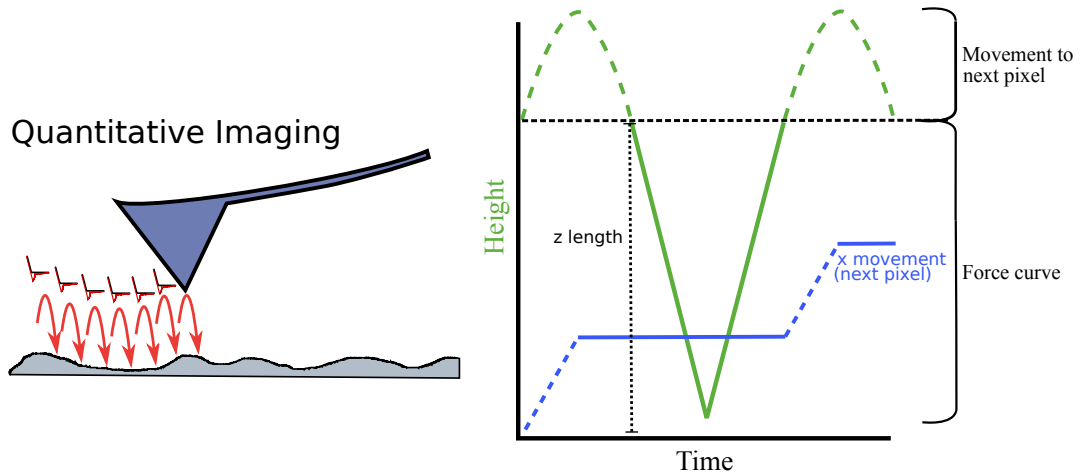 Quantitative Imaging
Height
z length
x movement
(next pixel)
Time
Movement to
next pixel
Force curve